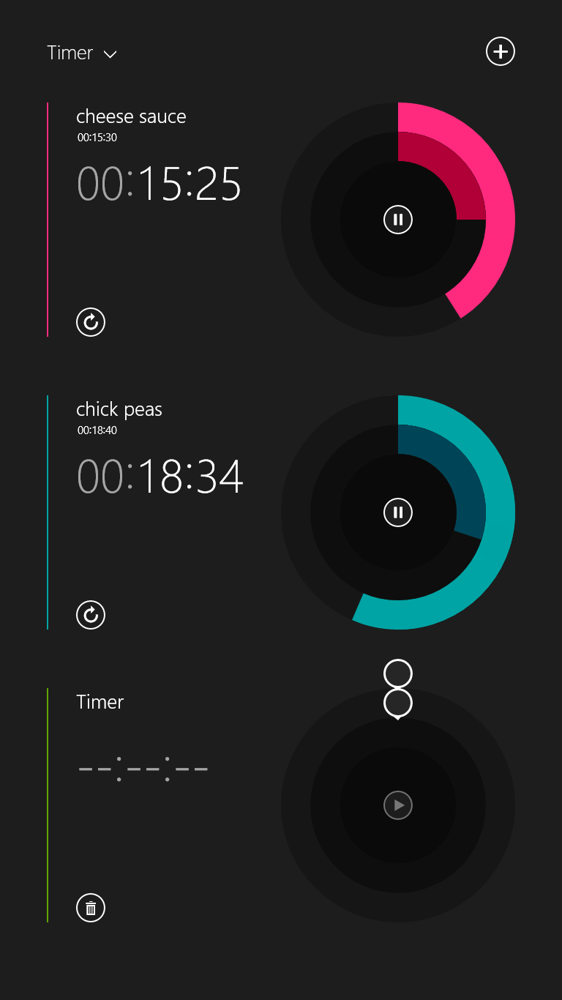 Timer
cheese sauce
00:15:30
00:15:25
chick peas
00:18:40
00:18:34
Timer
--:--:--